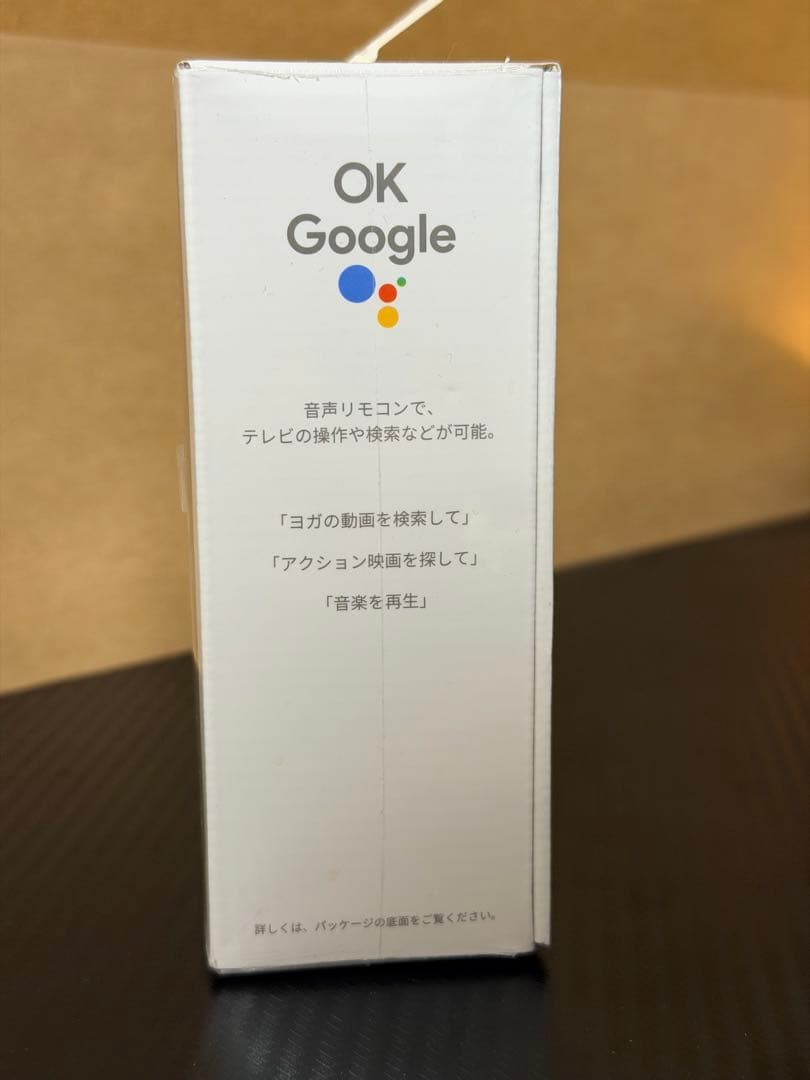 OK
Google
音声リモコンで、
テレビの操作や検索などが可能。
「ヨガの動画を検索して」
「アクション映画を探して」
「音楽を再生」
詳しくは、パッケージの底面をご覧ください。